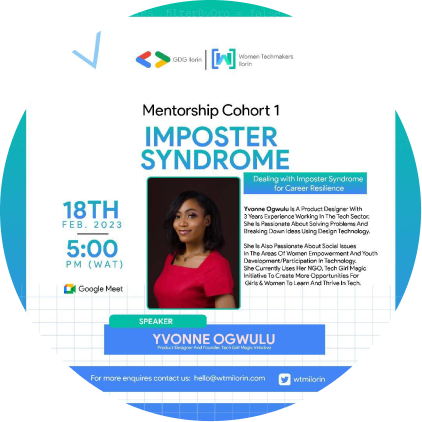 GDG Ilorin
Women Techmakers
Ilorin
Mentorship Cohort 1
IMPOSTER
SYNDROME
Dealing with Imposter Syndrome
for Career Resilience
18TH
FEB. 2023
5:00
PM (WAT)
Google Meet
Yvonne Ogwulu Is A Product Designer With
3 Years Experience Working In The Tech Sector.
She Is Passionate About Solving Problems And
Breaking Down Ideas Using Design Technology.
She Is Also Passionate About Social Issues
In The Areas Of Women Empowerment And Youth
Development/Participation In Technology.
She Currently Uses Her NGO, Tech Girl Magic
Initiative To Create More Opportunities For
Girls & Women To Learn And Thrive In Tech.
SPEAKER
YVONNE OGWULU
Product Designer And Founder, Tech Girl Magic Initiative
For more enquires contact us: hello@wtmilorin.com
wtmilorin